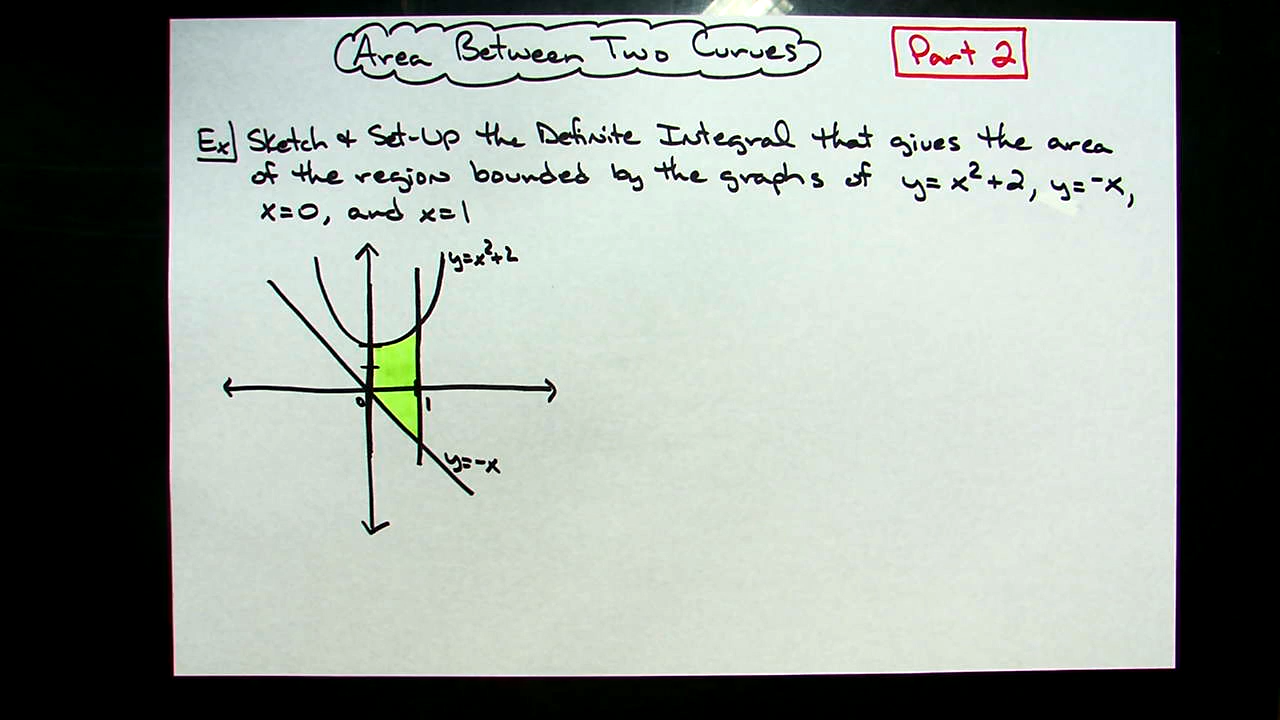 Area Between Two Curves
Part 2
Ex) Sketch & Set-Up the Definite Integral that gives the area
of the region bounded by the graphs of y=x²+2, y=-x,
x=0, and x=1
y=x²+2
0 1
y=-x